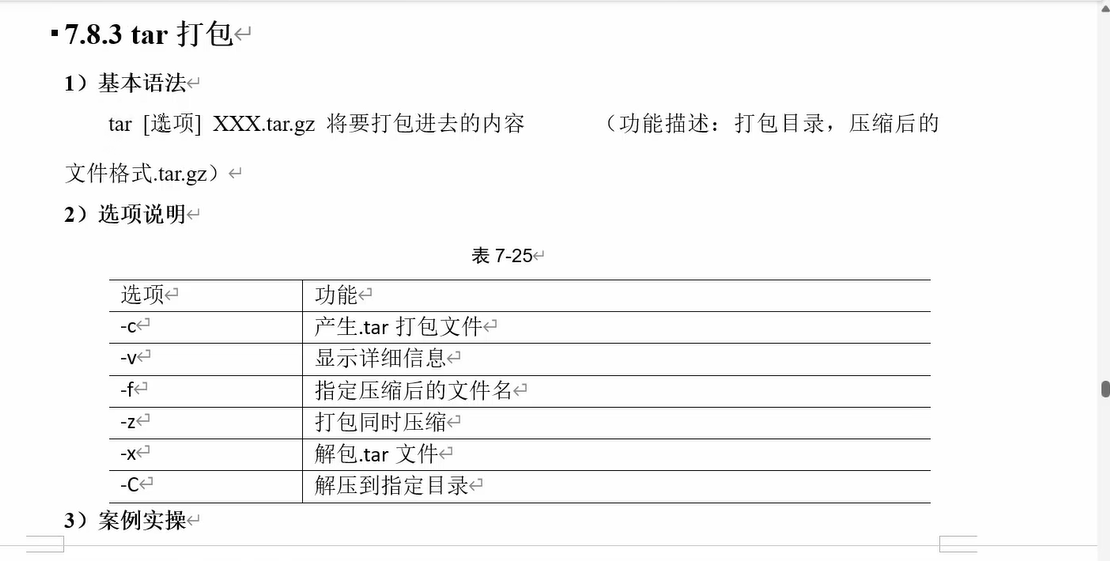 7.8.3 tar 打包
1）基本语法
tar [选项] XXX.tar.gz 将要打包进去的内容 （功能描述：打包目录，压缩后的
文件格式.tar.gz）
2）选项说明
表 7-25
选项 功能
-c 产生.tar 打包文件
-v 显示详细信息
-f 指定压缩后的文件名
-z 打包同时压缩
-x 解包.tar 文件
-C 解压到指定目录
3）案例实操